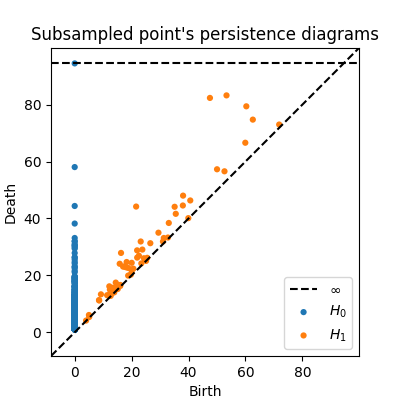 Subsampled point's persistence diagrams
Death
80
60
40
20
0
∞
H₀
H₁
0 20 40 60 80
Birth